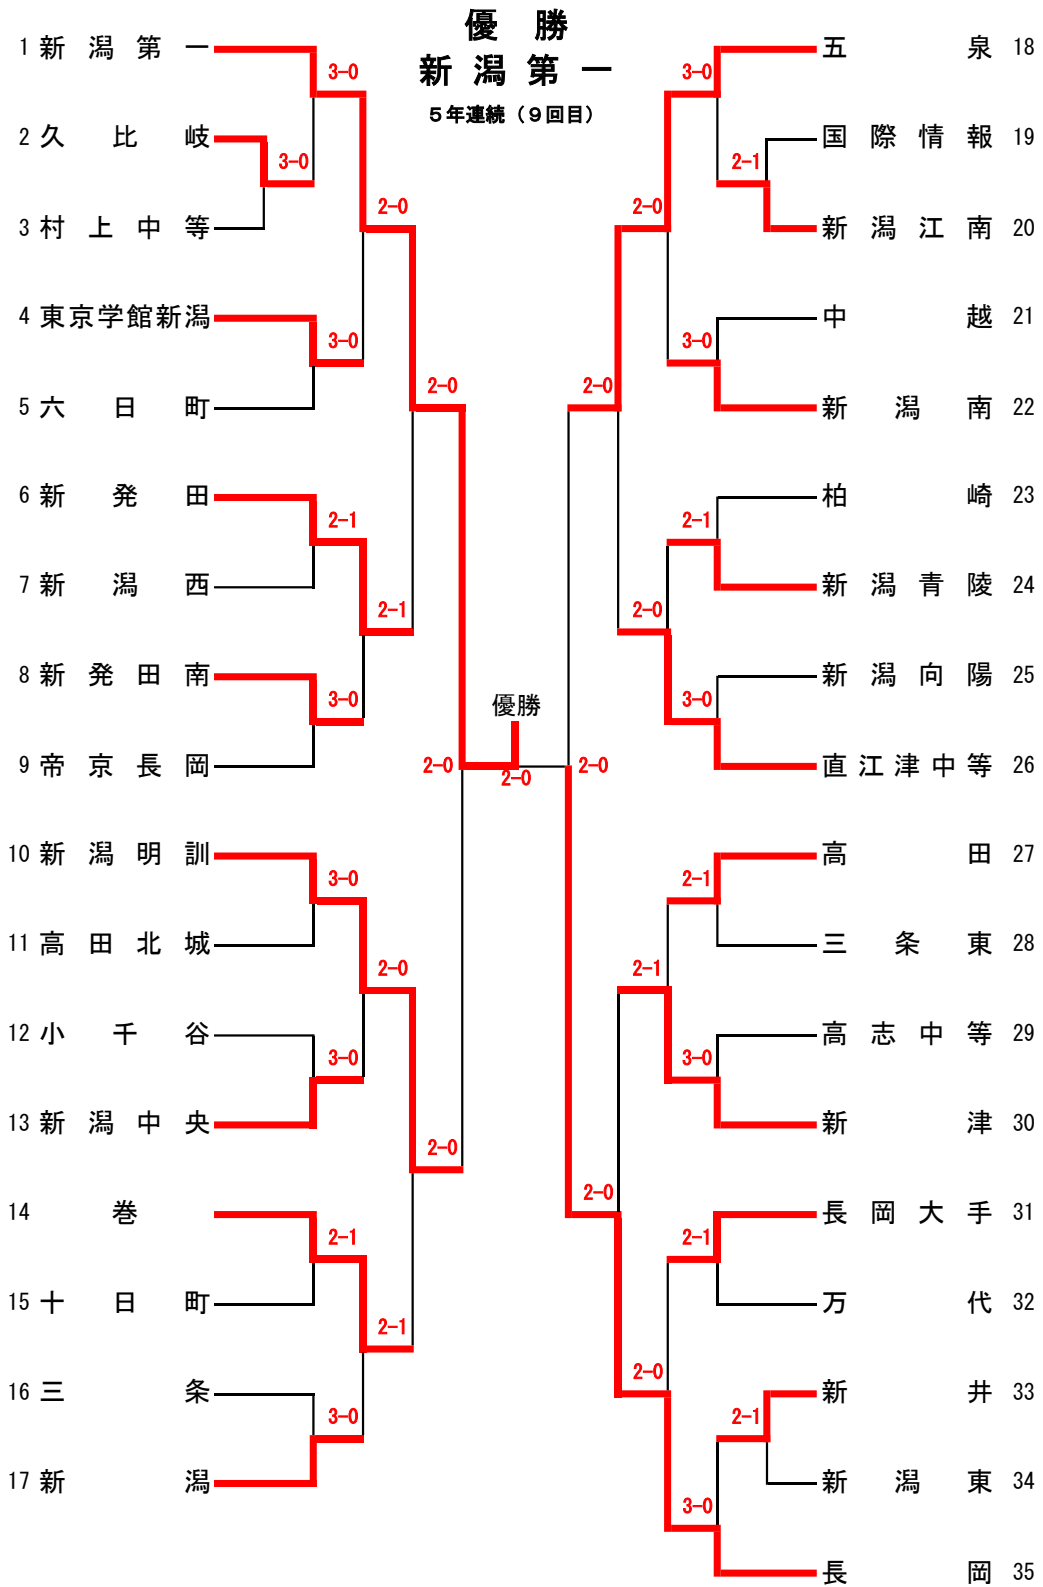 優勝
新潟第一
5年連続（9回目）
1 新潟第一
3-0
2 久比岐
3-0
3 村上中等
2-0
4 東京学館新潟
3-0
5 六日町
2-0
6 新発田
2-1
7 新潟西
2-1
8 新発田南
3-0
9 帝京長岡
2-0
10 新潟明訓
3-0
11 高田北城
2-0
12 小千谷
3-0
13 新潟中央
2-0
14 巻
2-1
15 十日町
2-1
16 三条
3-0
17 新潟
優勝
2-0
五泉 18
3-0
国際情報 19
2-1
新潟江南 20
2-0
中越 21
3-0
新潟南 22
2-0
柏崎 23
2-1
新潟青陵 24
2-0
新潟向陽 25
3-0
直江津中等 26
2-0
高田 27
2-1
三条東 28
2-1
高志中等 29
3-0
新津 30
2-0
長岡大手 31
2-1
万代 32
2-0
新井 33
2-1
新潟東 34
3-0
長岡 35